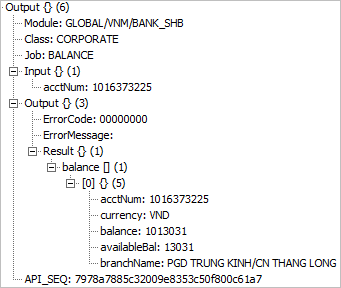 Output {} (6)
Module: GLOBAL/VNM/BANK_SHB
Class: CORPORATE
Job: BALANCE
Input {} (1)
acctNum: 1016373225
Output {} (3)
ErrorCode: 00000000
ErrorMessage:
Result {} (1)
balance [] (1)
[0] {} (5)
acctNum: 1016373225
currency: VND
balance: 1013031
availableBal: 13031
branchName: PGD TRUNG KINH/CN THANG LONG
API_SEQ: 7978a7885c32009e8353c50f800c61a7